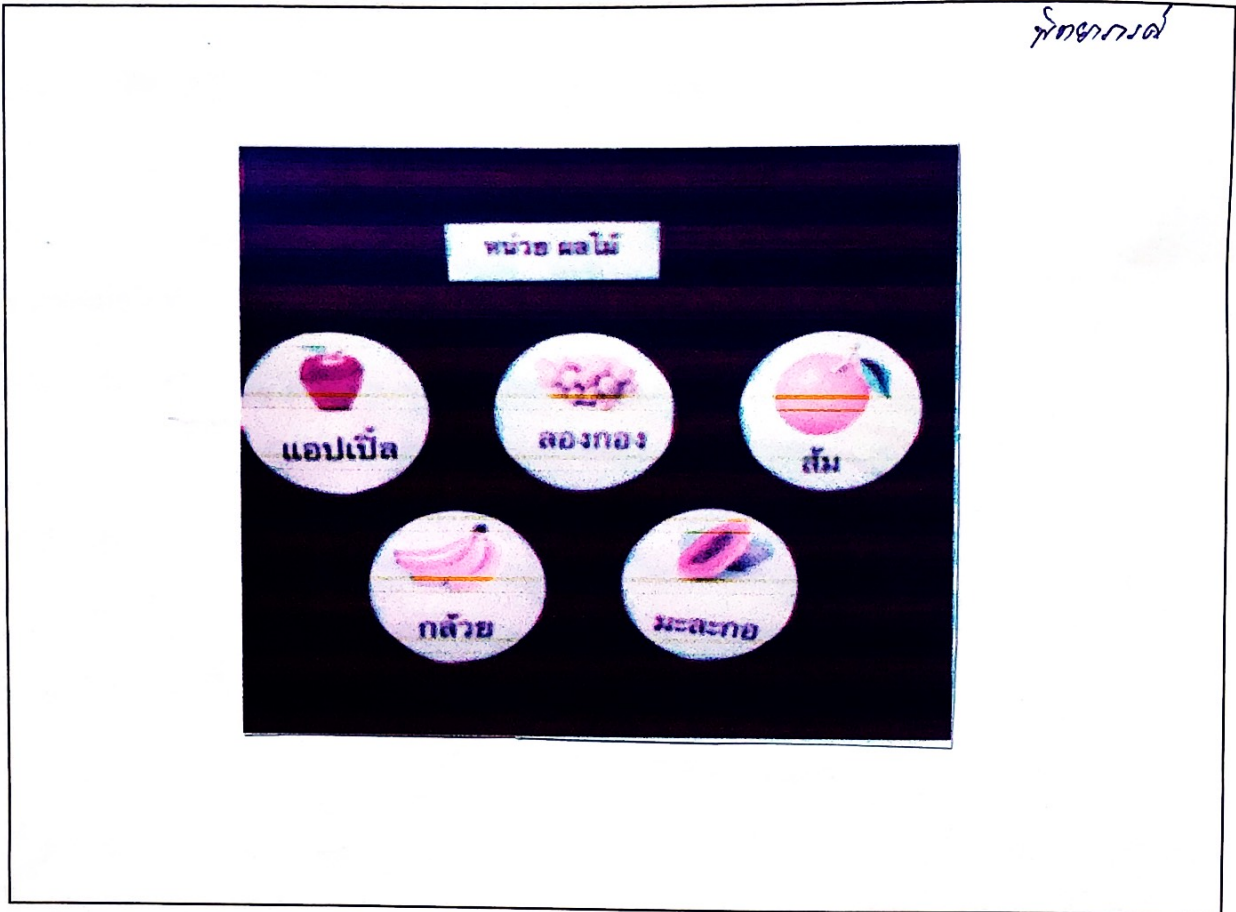 หน่วย ผลไม้
แอปเปิ้ล
ลองกอง
ส้ม
กล้วย
มะละกอ